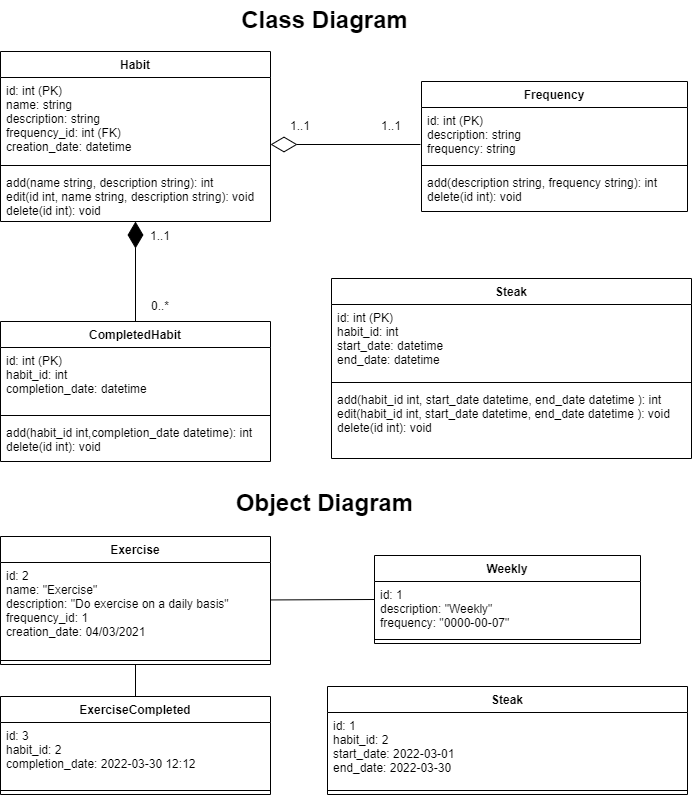 Class Diagram
Habit
id: int (PK)
name: string
description: string
frequency_id: int (FK)
creation_date: datetime
add(name string, description string): int
edit(id int, name string, description string): void
delete(id int): void
1..1
1..1
Frequency
id: int (PK)
description: string
frequency: string
add(description string, frequency string): int
delete(id int): void
1..1
0..*
CompletedHabit
id: int (PK)
habit_id: int
completion_date: datetime
add(habit_id int,completion_date datetime): int
delete(id int): void
Steak
id: int (PK)
habit_id: int
start_date: datetime
end_date: datetime
add(habit_id int, start_date datetime, end_date datetime ): int
edit(habit_id int, start_date datetime, end_date datetime ): void
delete(id int): void
Object Diagram
Exercise
id: 2
name: "Exercise"
description: "Do exercise on a daily basis"
frequency_id: 1
creation_date: 04/03/2021
Weekly
id: 1
description: "Weekly"
frequency: "0000-00-07"
ExerciseCompleted
id: 3
habit_id: 2
completion_date: 2022-03-30 12:12
Steak
id: 1
habit_id: 2
start_date: 2022-03-01
end_date: 2022-03-30